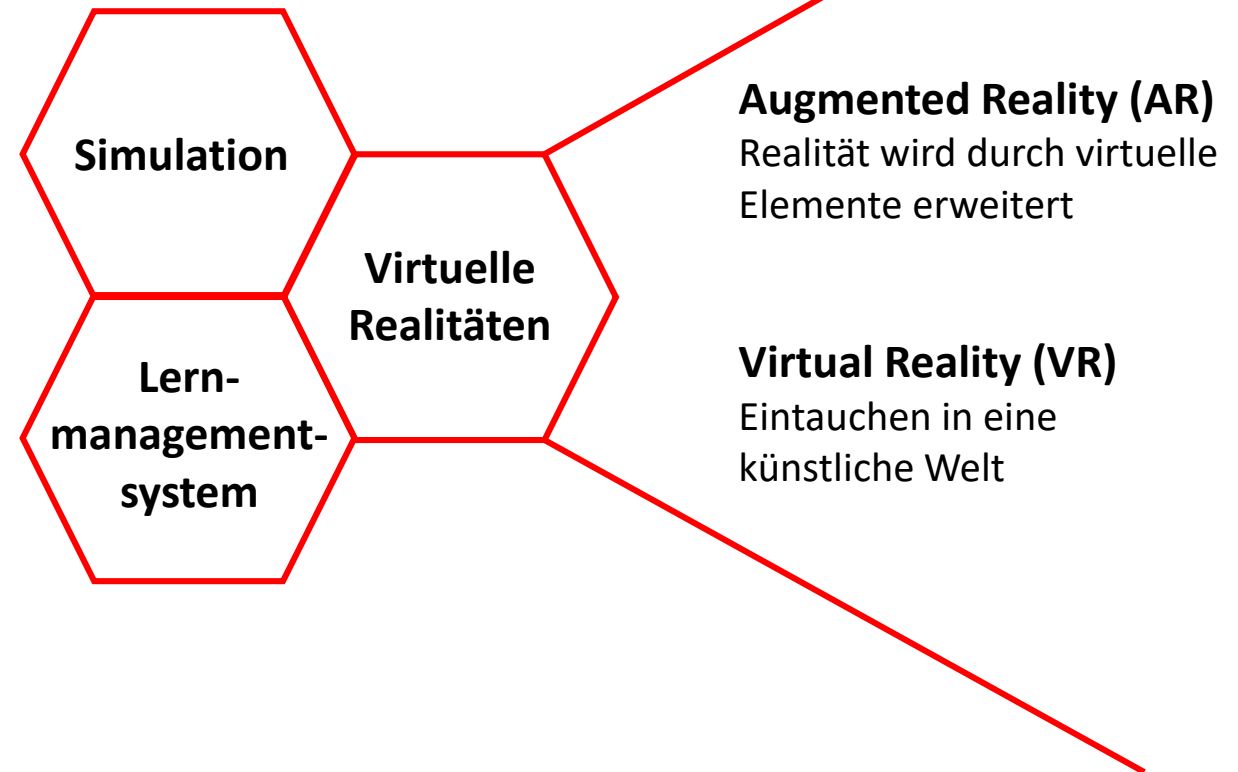 Simulation
Virtuelle
Realitäten
Lern-
management-
system
Augmented Reality (AR)
Realität wird durch virtuelle
Elemente erweitert
Virtual Reality (VR)
Eintauchen in eine
künstliche Welt